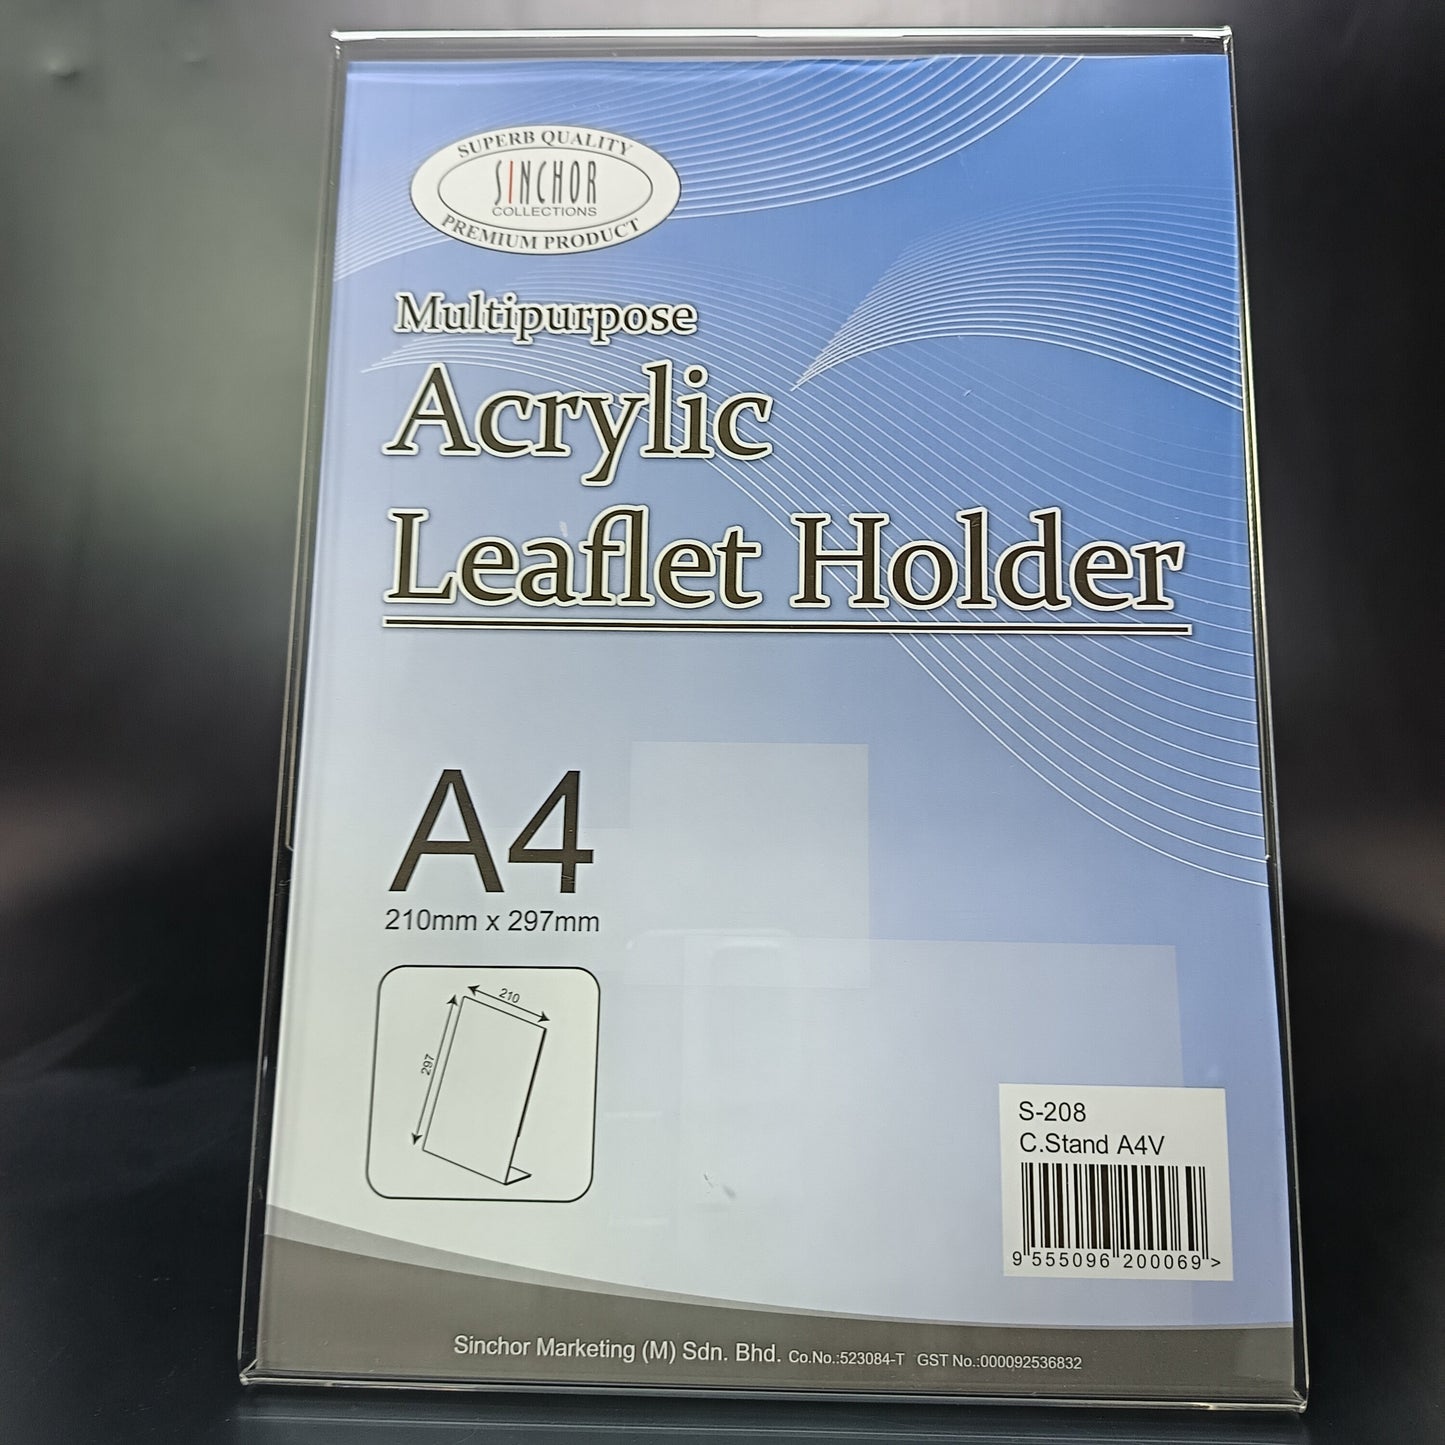 SUPERB QUALITY
SINCHOR
COLLECTIONS
PREMIUM PRODUCT
Multipurpose
Acrylic
Leaflet Holder
A4
210mm x 297mm
210
297
S-208
C.Stand A4V
9 555096 200069 >
Sinchor Marketing (M) Sdn. Bhd. Co.No.:523084-T GST No.:000092536832